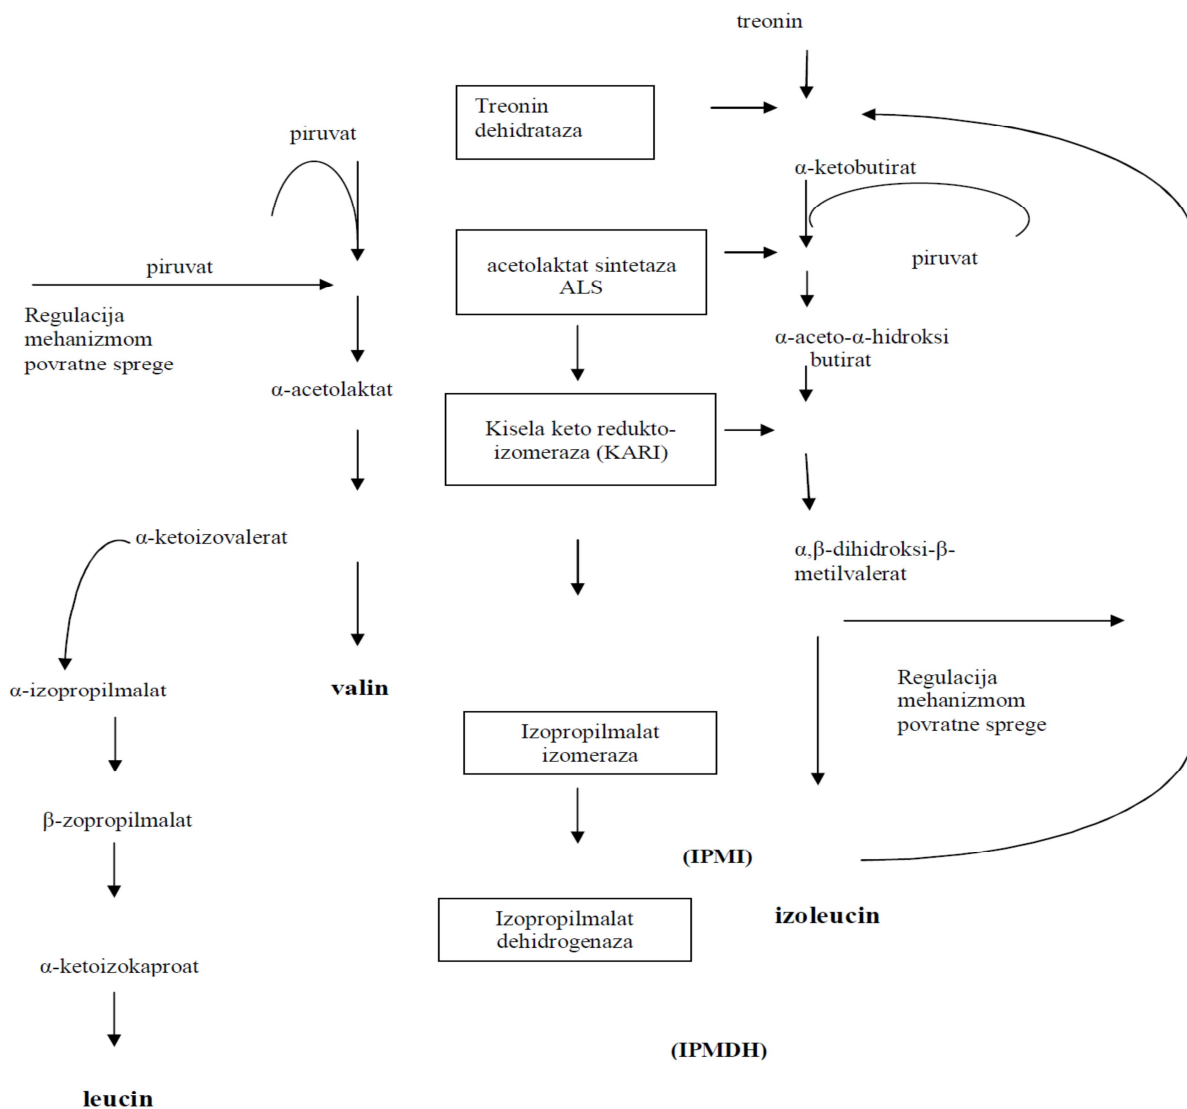 treonin
Treonin
dehidrataza
piruvat
α-ketobutirat
acetolaktat sintetaza
ALS
piruvat
piruvat
Regulacija
mehanizmom
povratne sprege
α-aceto-α-hidroksi
butirat
α-acetolaktat
Kisela keto redukto-
izomeraza (KARI)
α-ketoizovalerat
α,β-dihidroksi-β-
metilvalerat
α-izopropilmalat
valin
Regulacija
mehanizmom
povratne sprege
Izopropilmalat
izomeraza
β-zopropilmalat
(IPMI)
izoleucin
Izopropilmalat
dehidrogenaza
α-ketoizokaproat
(IPMDH)
leucin